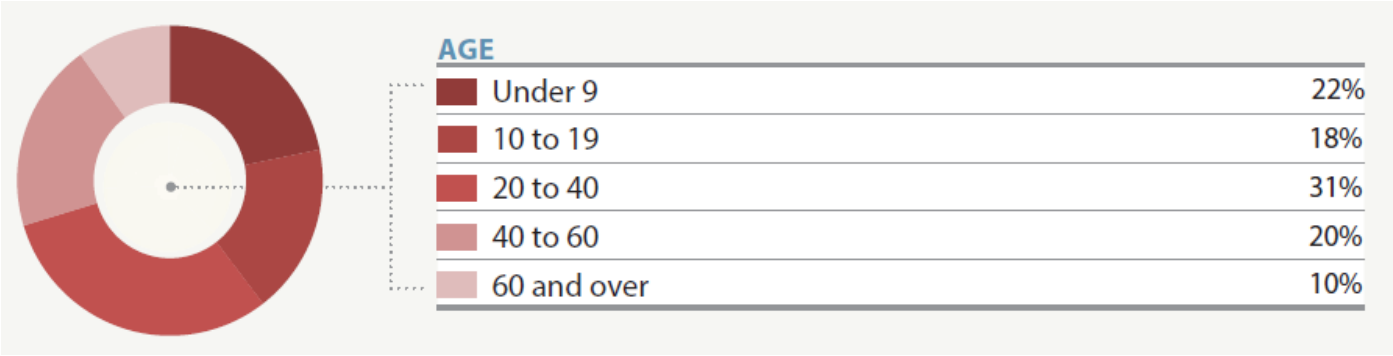 AGE
Under 9 22%
10 to 19 18%
20 to 40 31%
40 to 60 20%
60 and over 10%